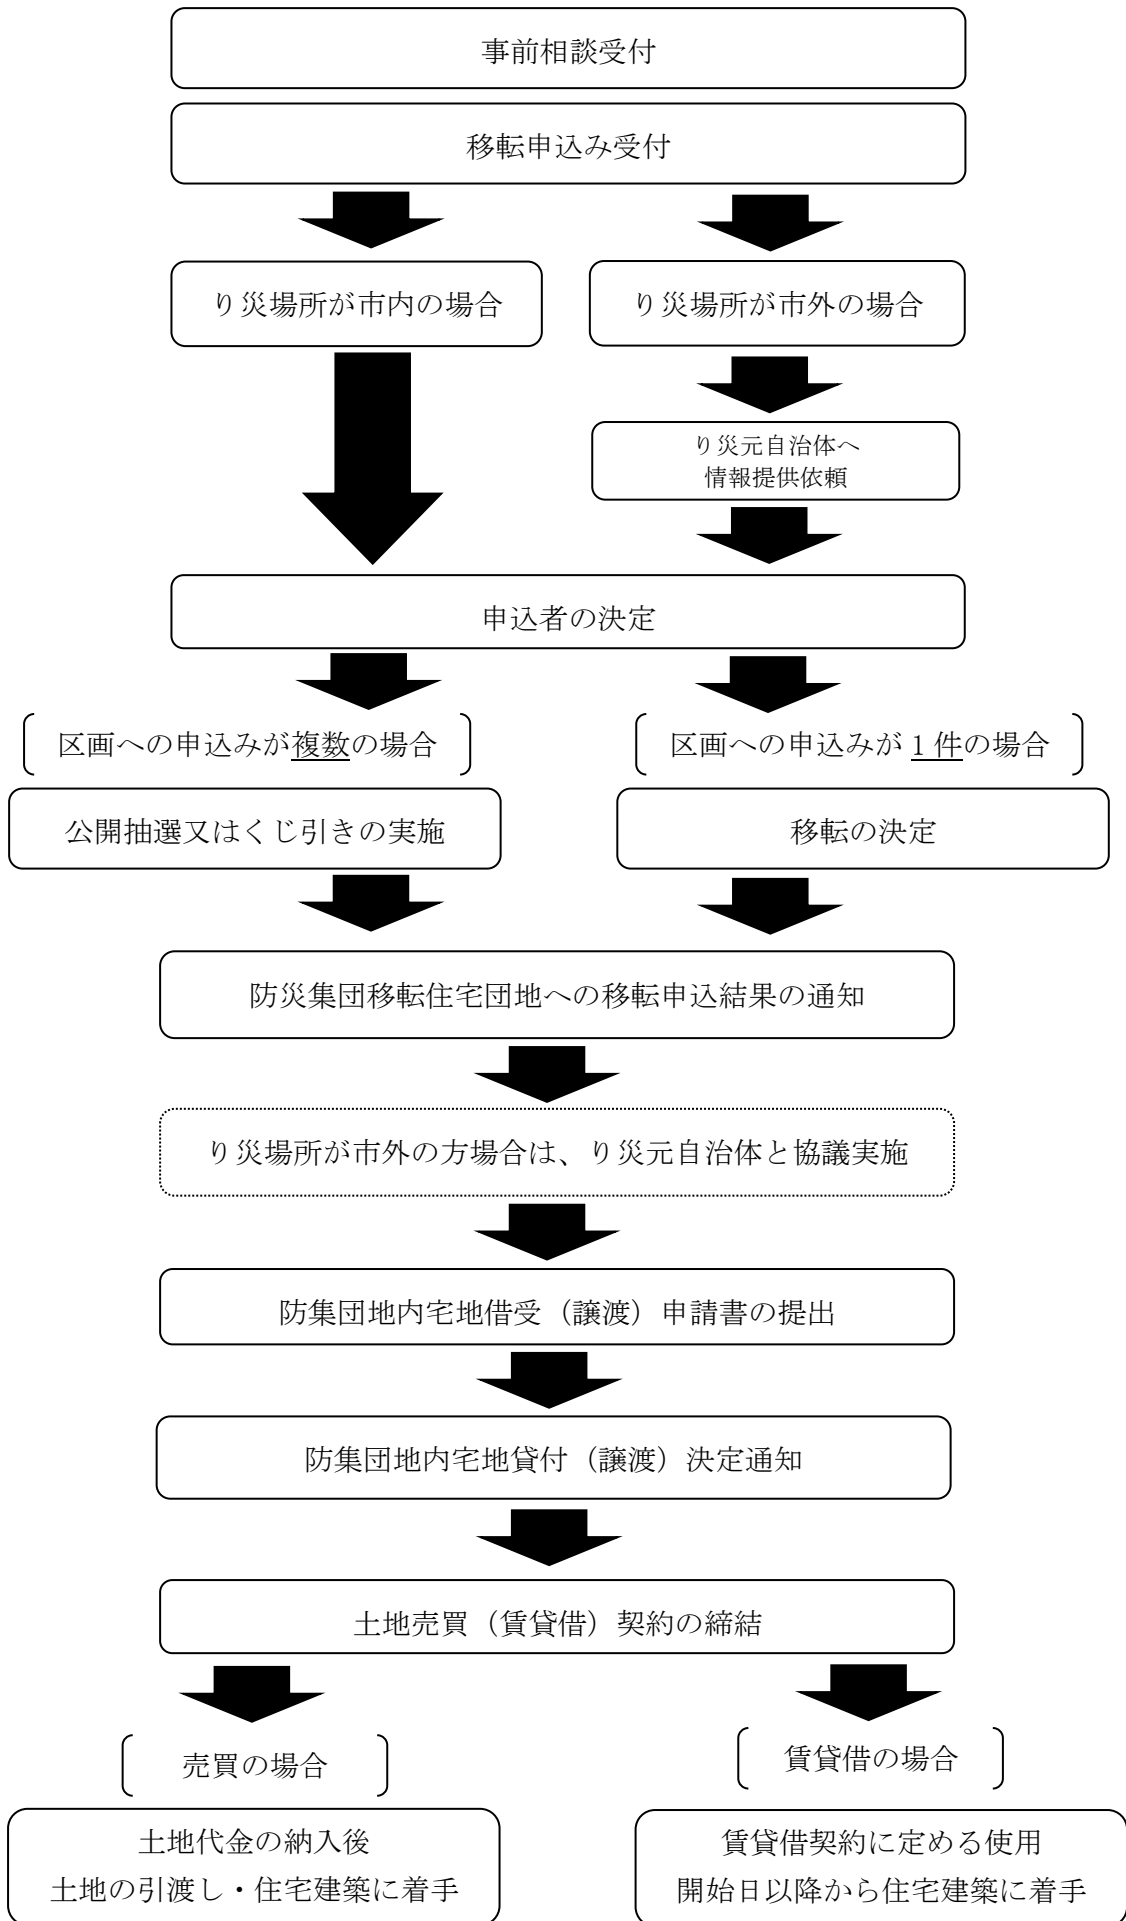 事前相談受付
移転申込み受付
り災場所が市内の場合
り災場所が市外の場合
り災元自治体へ
情報提供依頼
申込者の決定
区画への申込みが複数の場合
区画への申込みが 1 件の場合
公開抽選又はくじ引きの実施
移転の決定
防災集団移転住宅団地への移転申込結果の通知
り災場所が市外の方場合は、り災元自治体と協議実施
防集団地内宅地借受（譲渡）申請書の提出
防集団地内宅地貸付（譲渡）決定通知
土地売買（賃貸借）契約の締結
売買の場合
賃貸借の場合
土地代金の納入後
土地の引渡し・住宅建築に着手
賃貸借契約に定める使用
開始日以降から住宅建築に着手